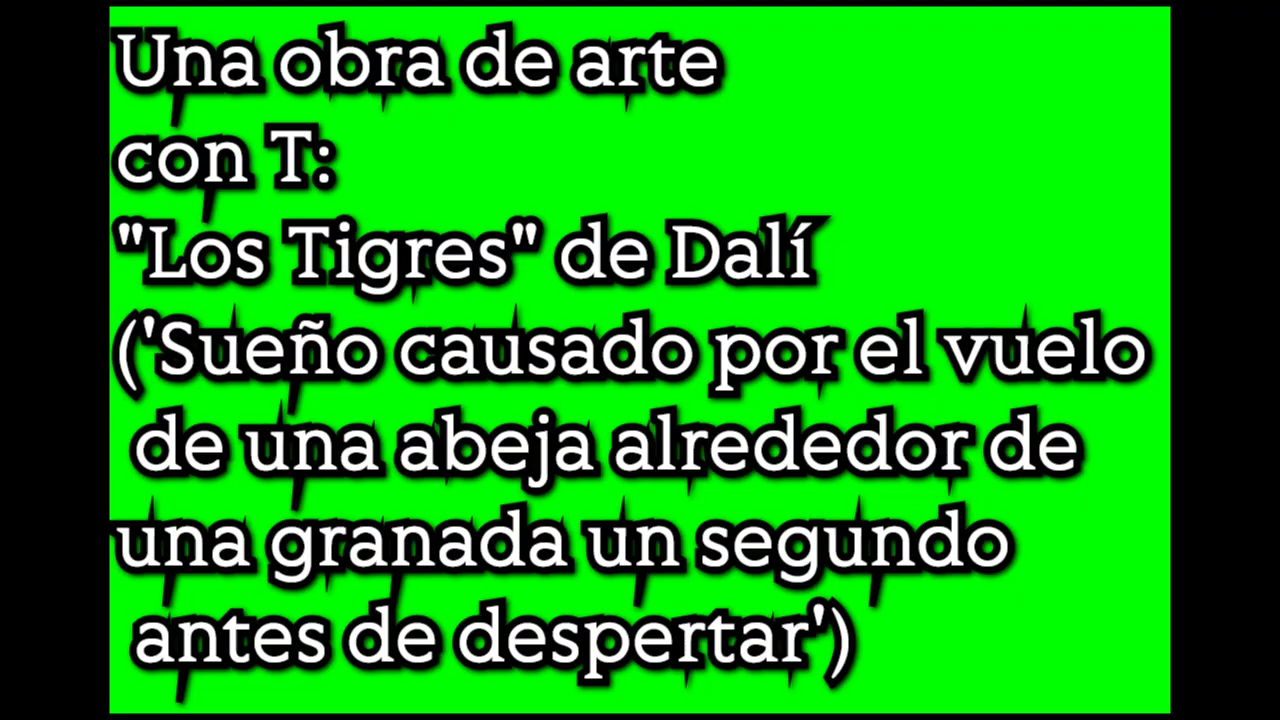 Una obra de arte
con T:
"Los Tigres" de Dalí
('Sueño causado por el vuelo
de una abeja alrededor de
una granada un segundo
antes de despertar')